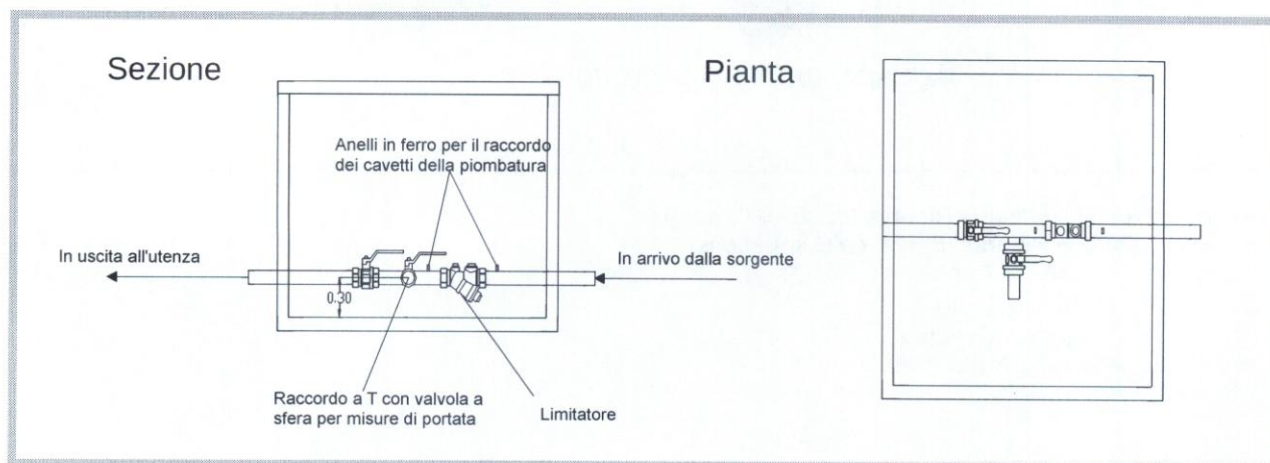 Sezione
Pianta
Anelli in ferro per il raccordo
dei cavetti della piombatura
In uscita all'utenza
In arrivo dalla sorgente
0.30
Raccordo a T con valvola a
sfera per misure di portata
Limitatore